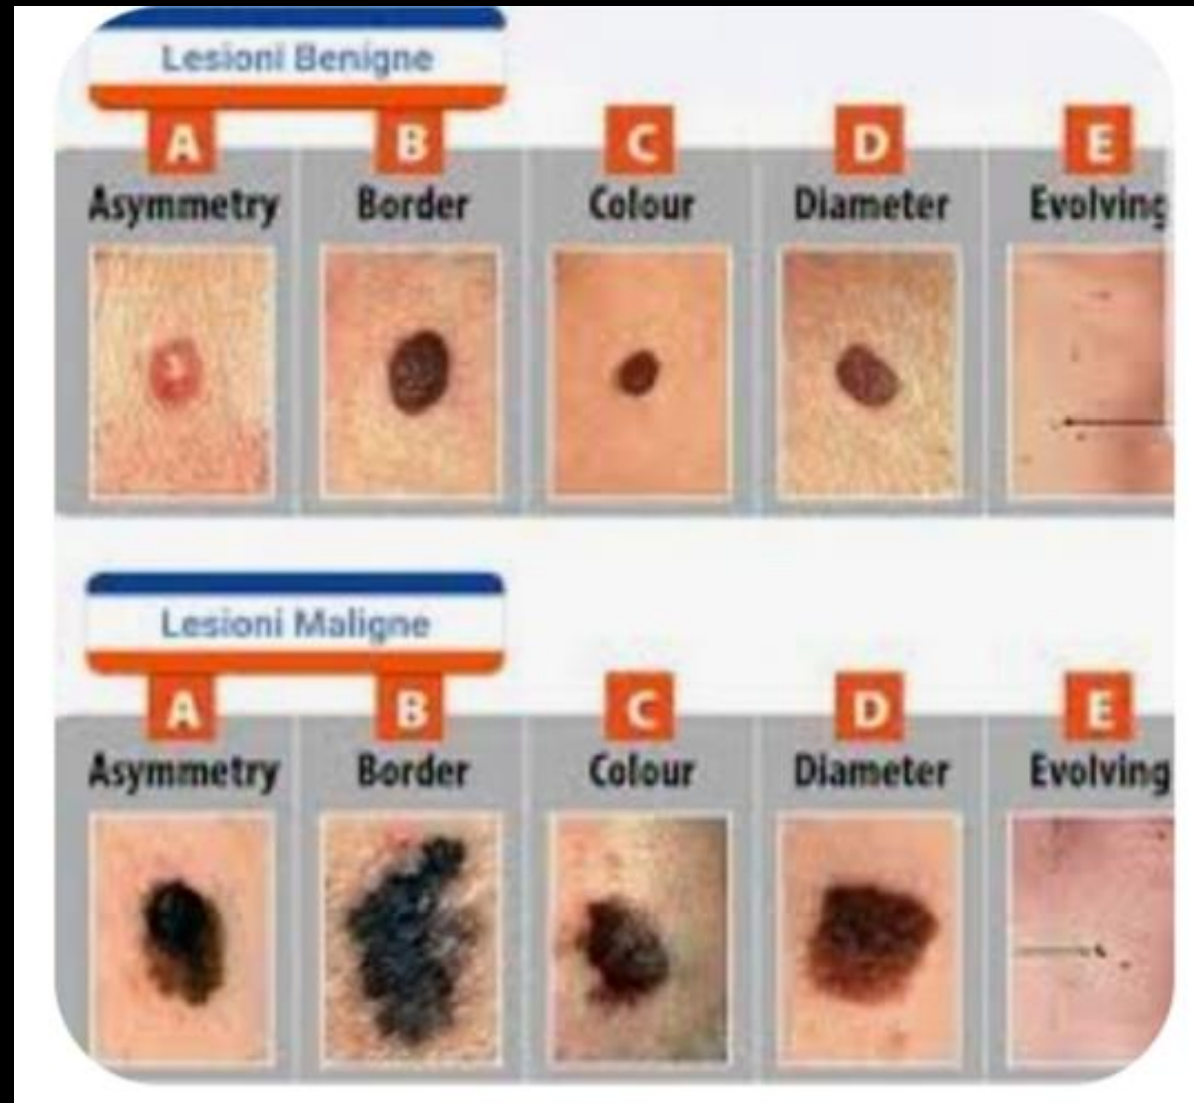 Lesioni Benigne
A B C D E
Asymmetry Border Colour Diameter Evolving
Lesioni Maligne
A B C D E
Asymmetry Border Colour Diameter Evolving